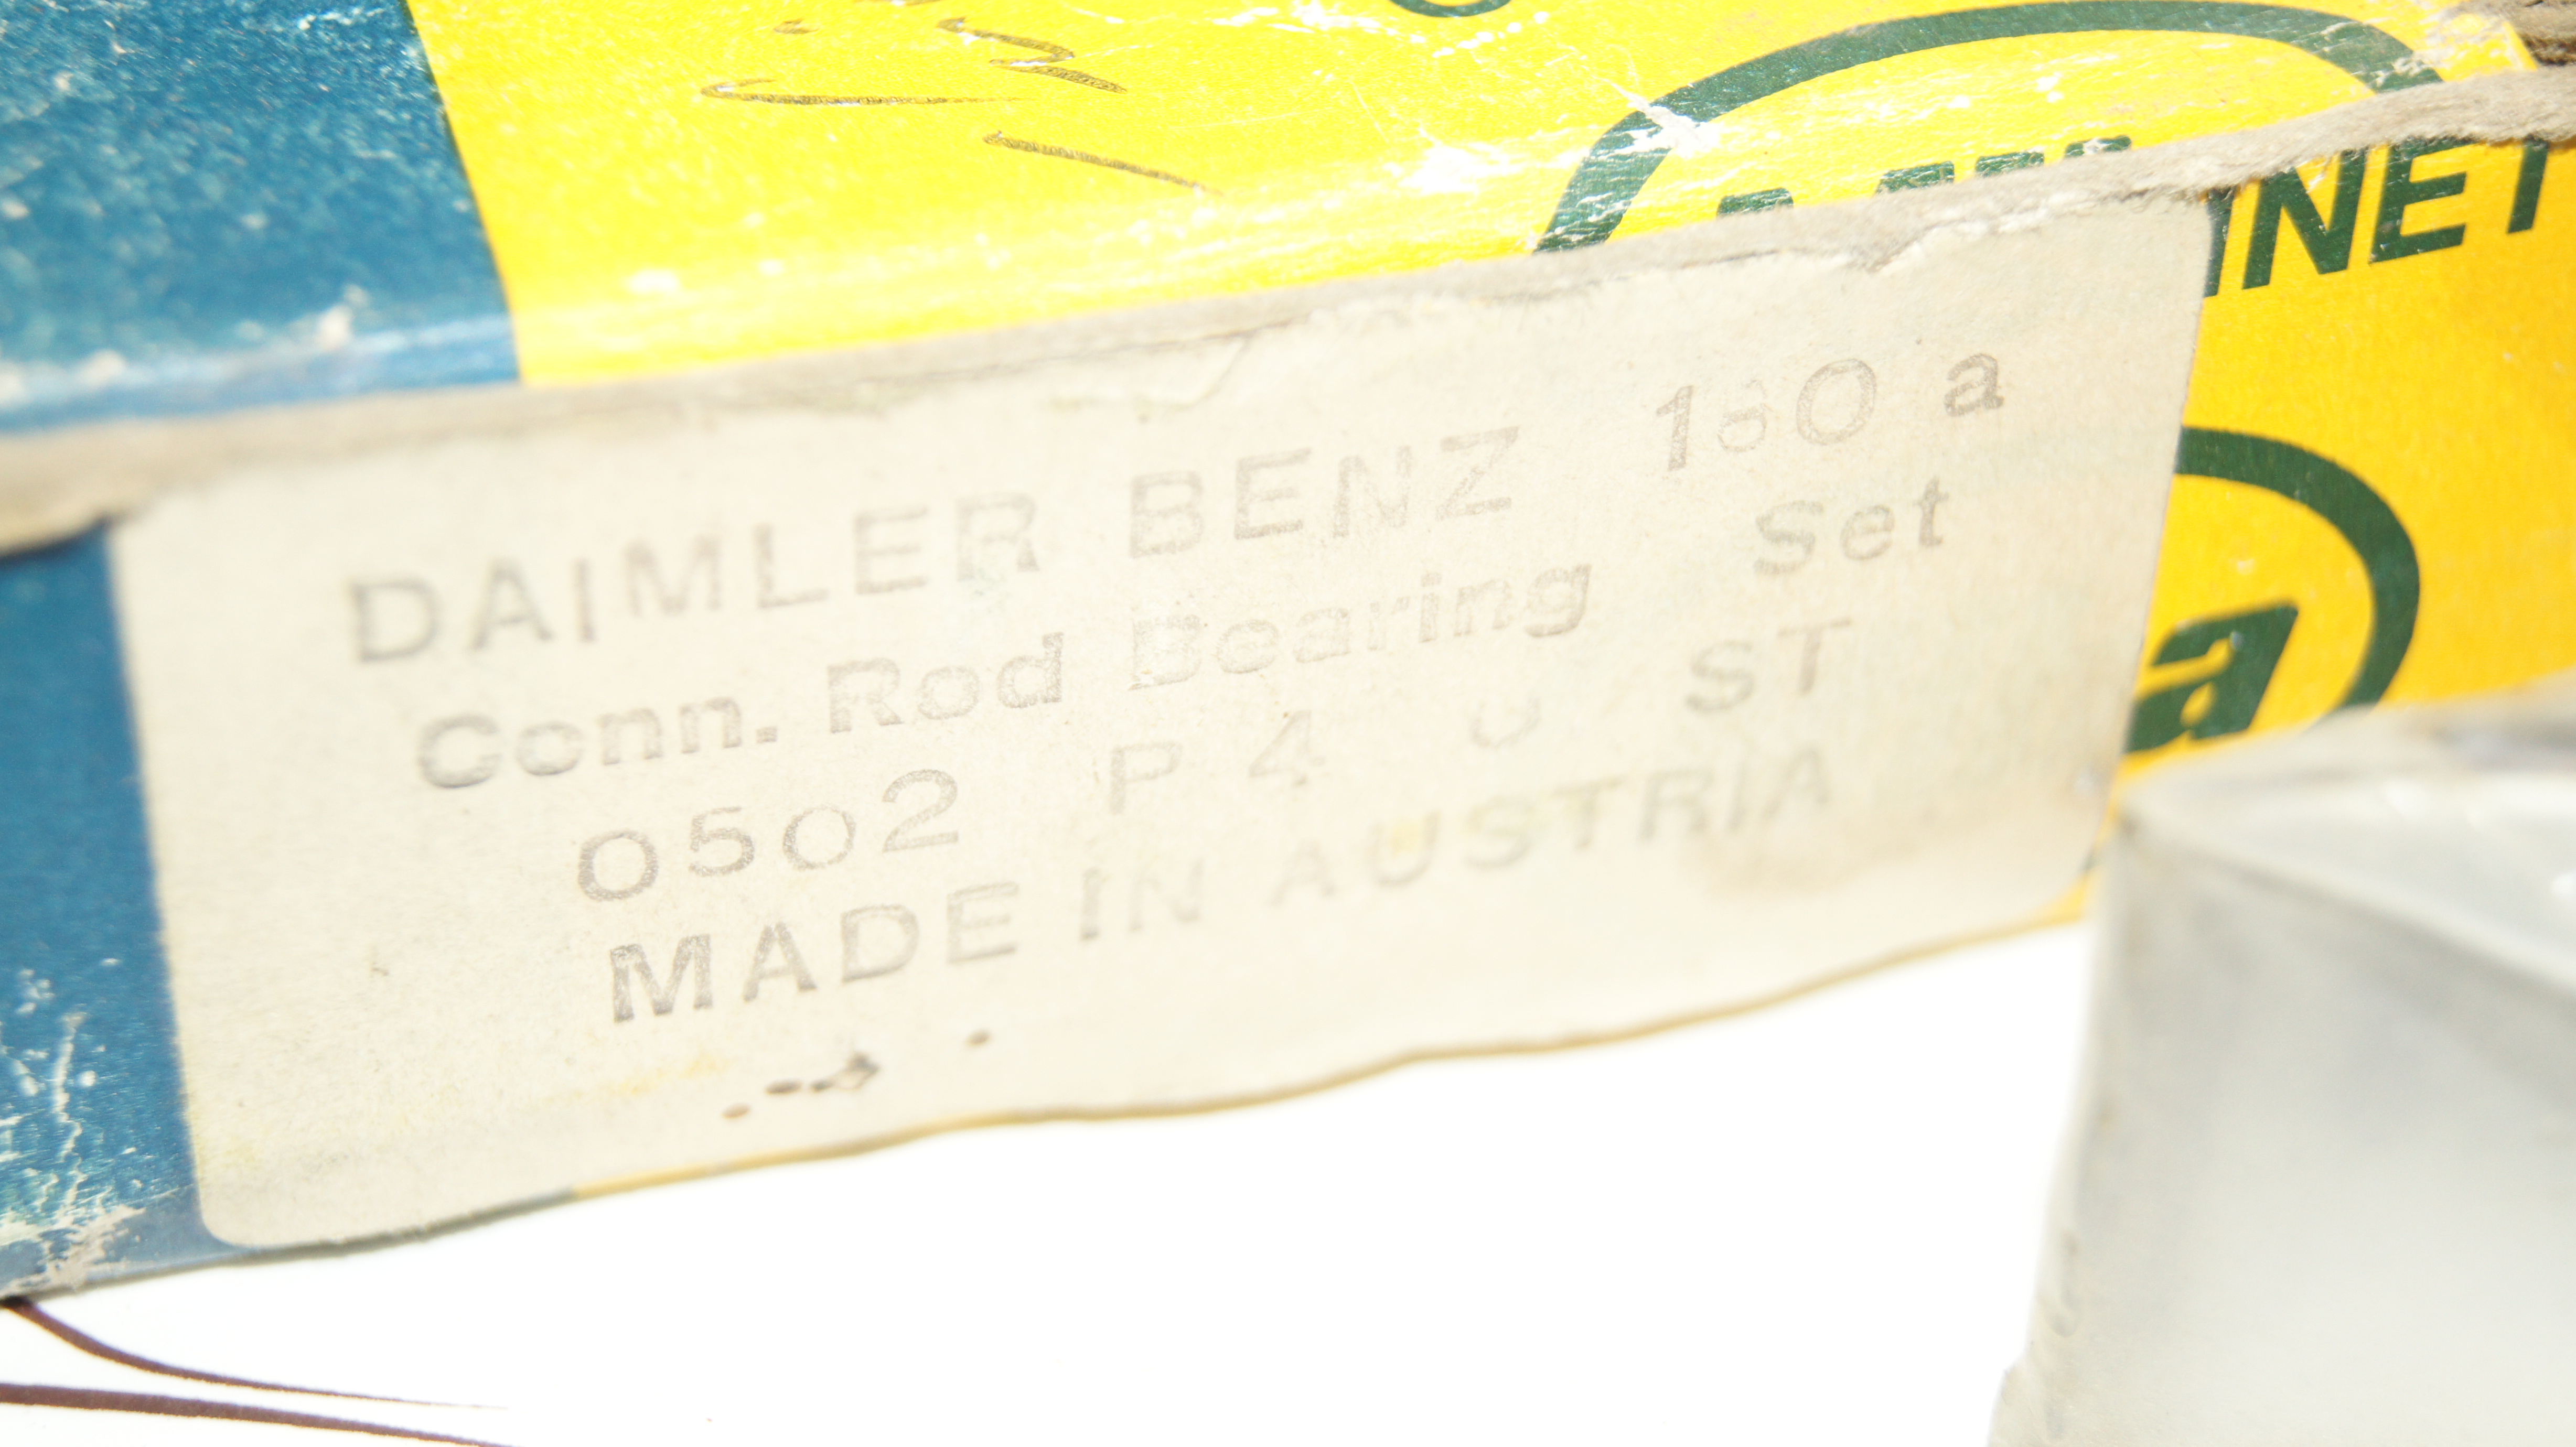 DAIMLER BENZ 180 a
Conn. Rod Bearing Set
0502 P 4 ST
MADE IN AUSTRIA
a